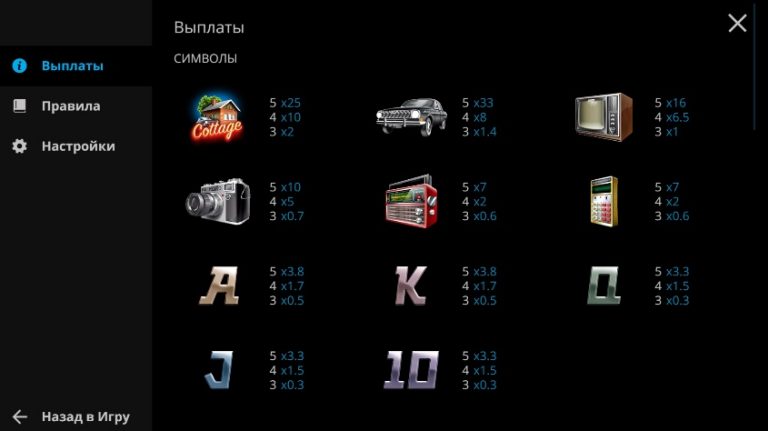 Выплаты
СИМВОЛЫ
Выплаты
Правила
Настройки
Cottage
5 x25
4 x10
3 x2
5 x33
4 x8
3 x1.4
5 x16
4 x6.5
3 x1
5 x10
4 x5
3 x0.7
5 x7
4 x2
3 x0.6
5 x7
4 x2
3 x0.6
A
5 x3.8
4 x1.7
3 x0.5
K
5 x3.8
4 x1.7
3 x0.5
Q
5 x3.3
4 x1.5
3 x0.3
J
5 x3.3
4 x1.5
3 x0.3
10
5 x3.3
4 x1.5
3 x0.3
Назад в Игру